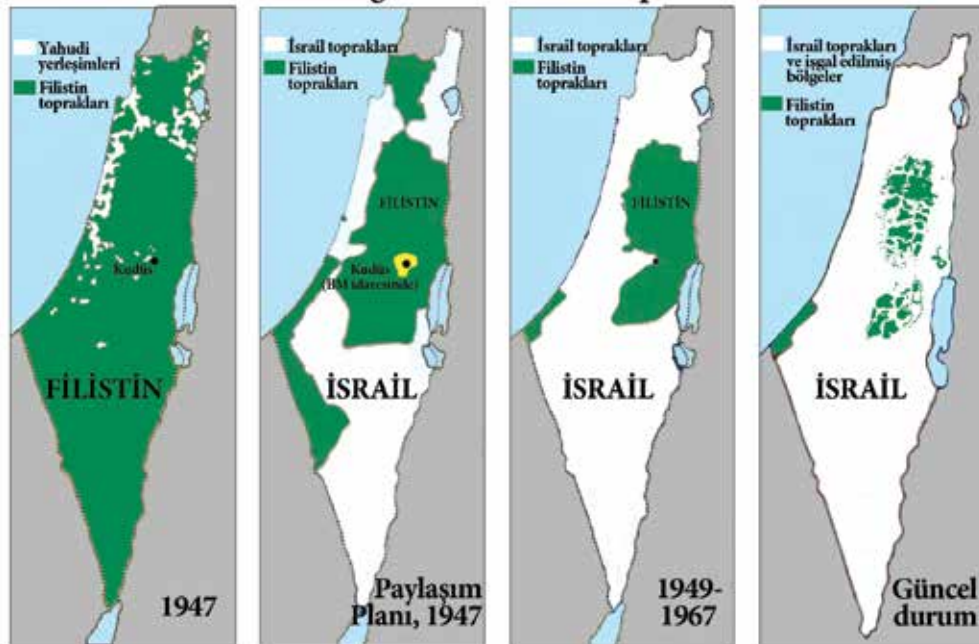 Yahudi
yerleşimleri
Filistin
toprakları
Kudüs
FİLİSTİN
1947
İsrail toprakları
Filistin
toprakları
FİLİSTİN
Kudüs
(BM idaresinde)
İSRAİL
Paylaşım
Planı, 1947
İsrail toprakları
Filistin
toprakları
FİLİSTİN
İSRAİL
1949-
1967
İsrail toprakları
ve işgal edilmiş
bölgeler
Filistin
toprakları
İSRAİL
Güncel
durum